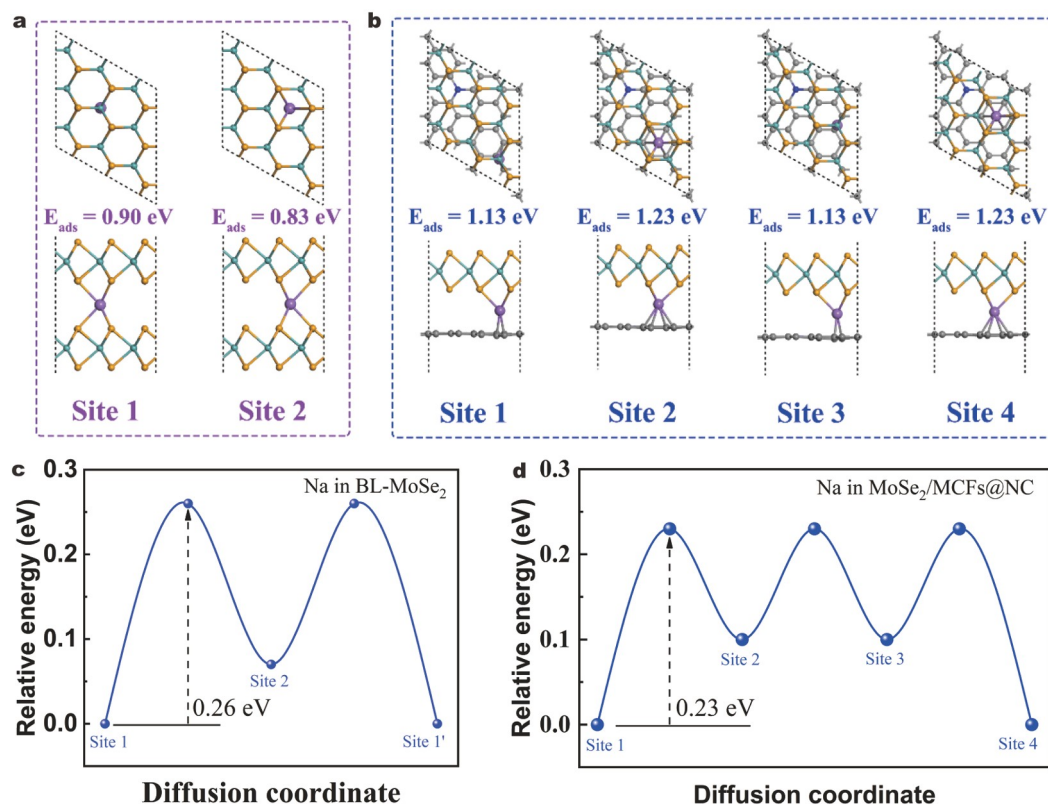 a
E_ads = 0.90 eV
E_ads = 0.83 eV
Site 1
Site 2
b
E_ads = 1.13 eV
E_ads = 1.23 eV
E_ads = 1.13 eV
E_ads = 1.23 eV
Site 1
Site 2
Site 3
Site 4
c
Relative energy (eV)
0.3
0.2
0.1
0.0
Na in BL-MoSe₂
Site 2
0.26 eV
Site 1
Site 1'
Diffusion coordinate
d
Relative energy (eV)
0.3
0.2
0.1
0.0
Na in MoSe₂/MCFs@NC
Site 2
Site 3
0.23 eV
Site 1
Site 4
Diffusion coordinate